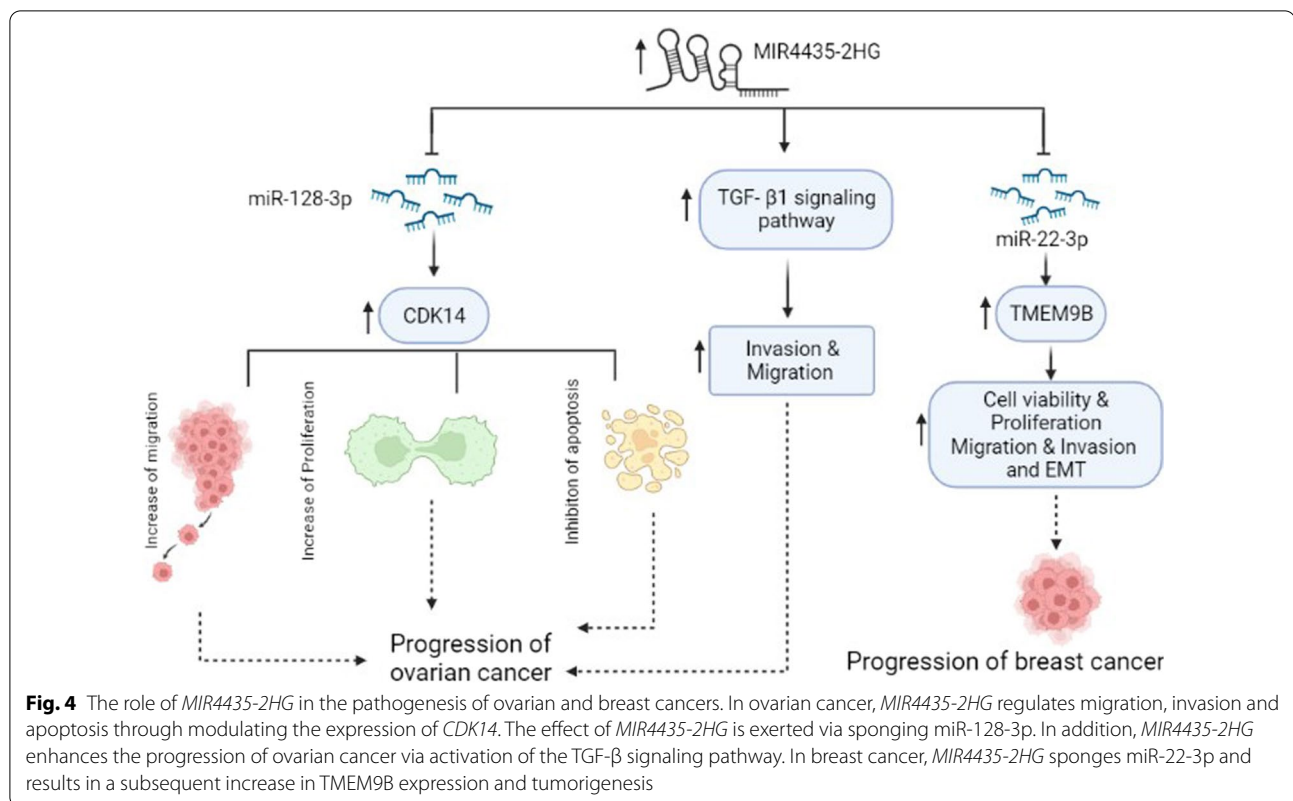 MIR4435-2HG
miR-128-3p
CDK14
Increase of migration
Increase of Proliferation
Inhibiton of apoptosis
TGF- β1 signaling
pathway
Invasion &
Migration
miR-22-3p
TMEM9B
Cell viability &
Proliferation
Migration & Invasion
and EMT
Progression of
ovarian cancer
Progression of breast cancer
Fig. 4 The role of MIR4435-2HG in the pathogenesis of ovarian and breast cancers. In ovarian cancer, MIR4435-2HG regulates migration, invasion and
apoptosis through modulating the expression of CDK14. The effect of MIR4435-2HG is exerted via sponging miR-128-3p. In addition, MIR4435-2HG
enhances the progression of ovarian cancer via activation of the TGF-β signaling pathway. In breast cancer, MIR4435-2HG sponges miR-22-3p and
results in a subsequent increase in TMEM9B expression and tumorigenesis